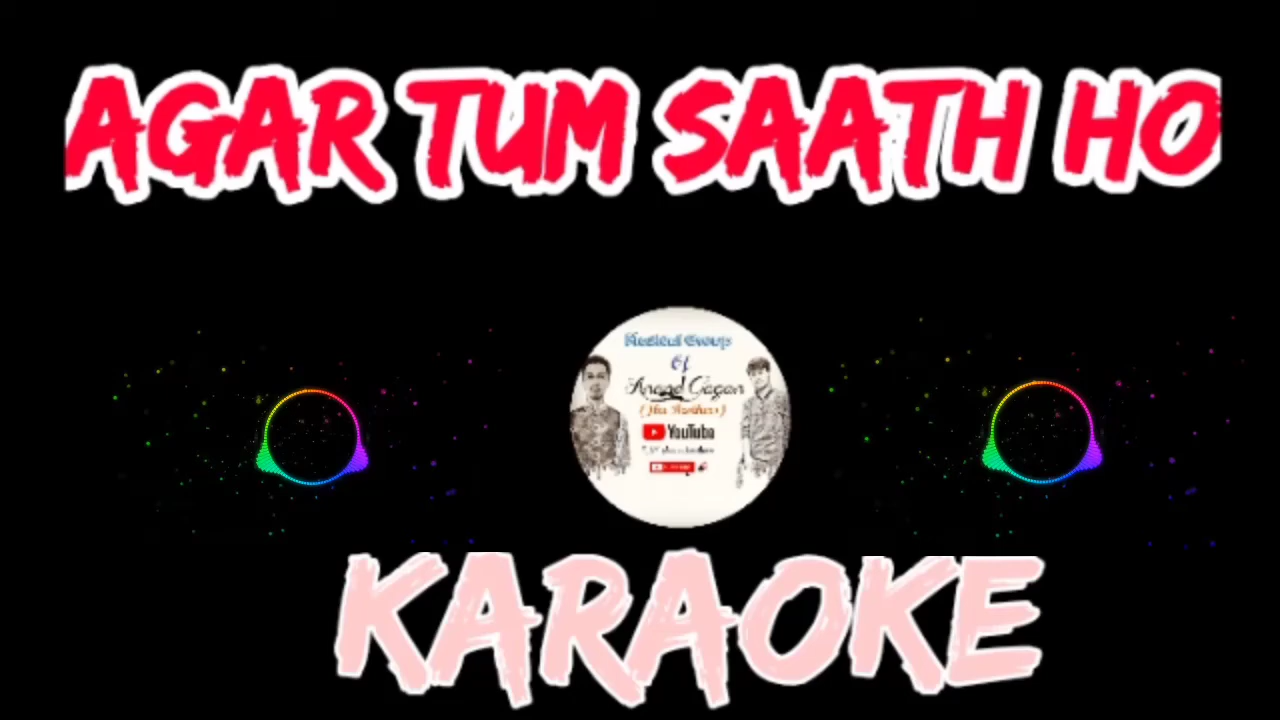 AGAR TUM SAATH HO
Musical Group
Of
Anand Gagan
YouTube
KARAOKE